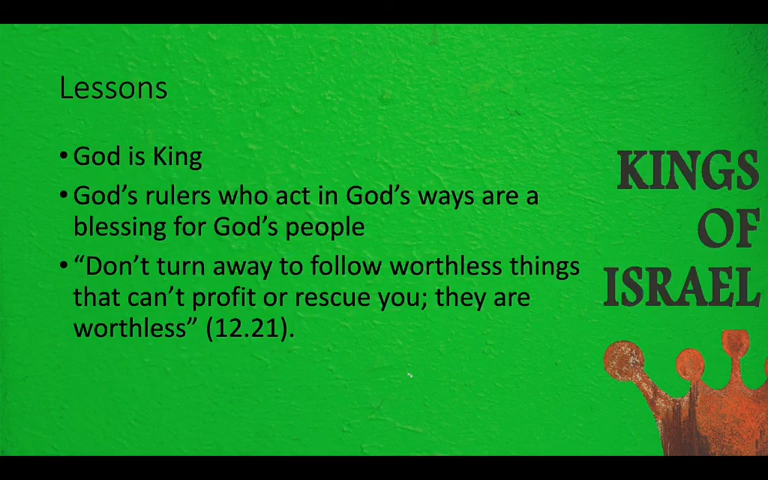 Lessons
• God is King
• God’s rulers who act in God’s ways are a
blessing for God’s people
• “Don’t turn away to follow worthless things
that can’t profit or rescue you; they are
worthless” (12.21).
KINGS
OF
ISRAEL